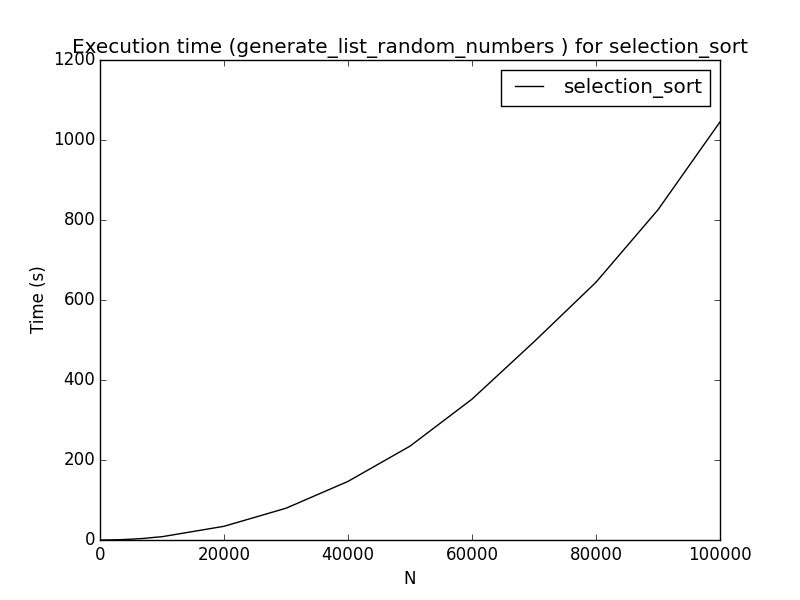 Execution time (generate_list_random_numbers ) for selection_sort
selection_sort
1200
1000
800
600
400
200
0
Time (s)
0 20000 40000 60000 80000 100000
N